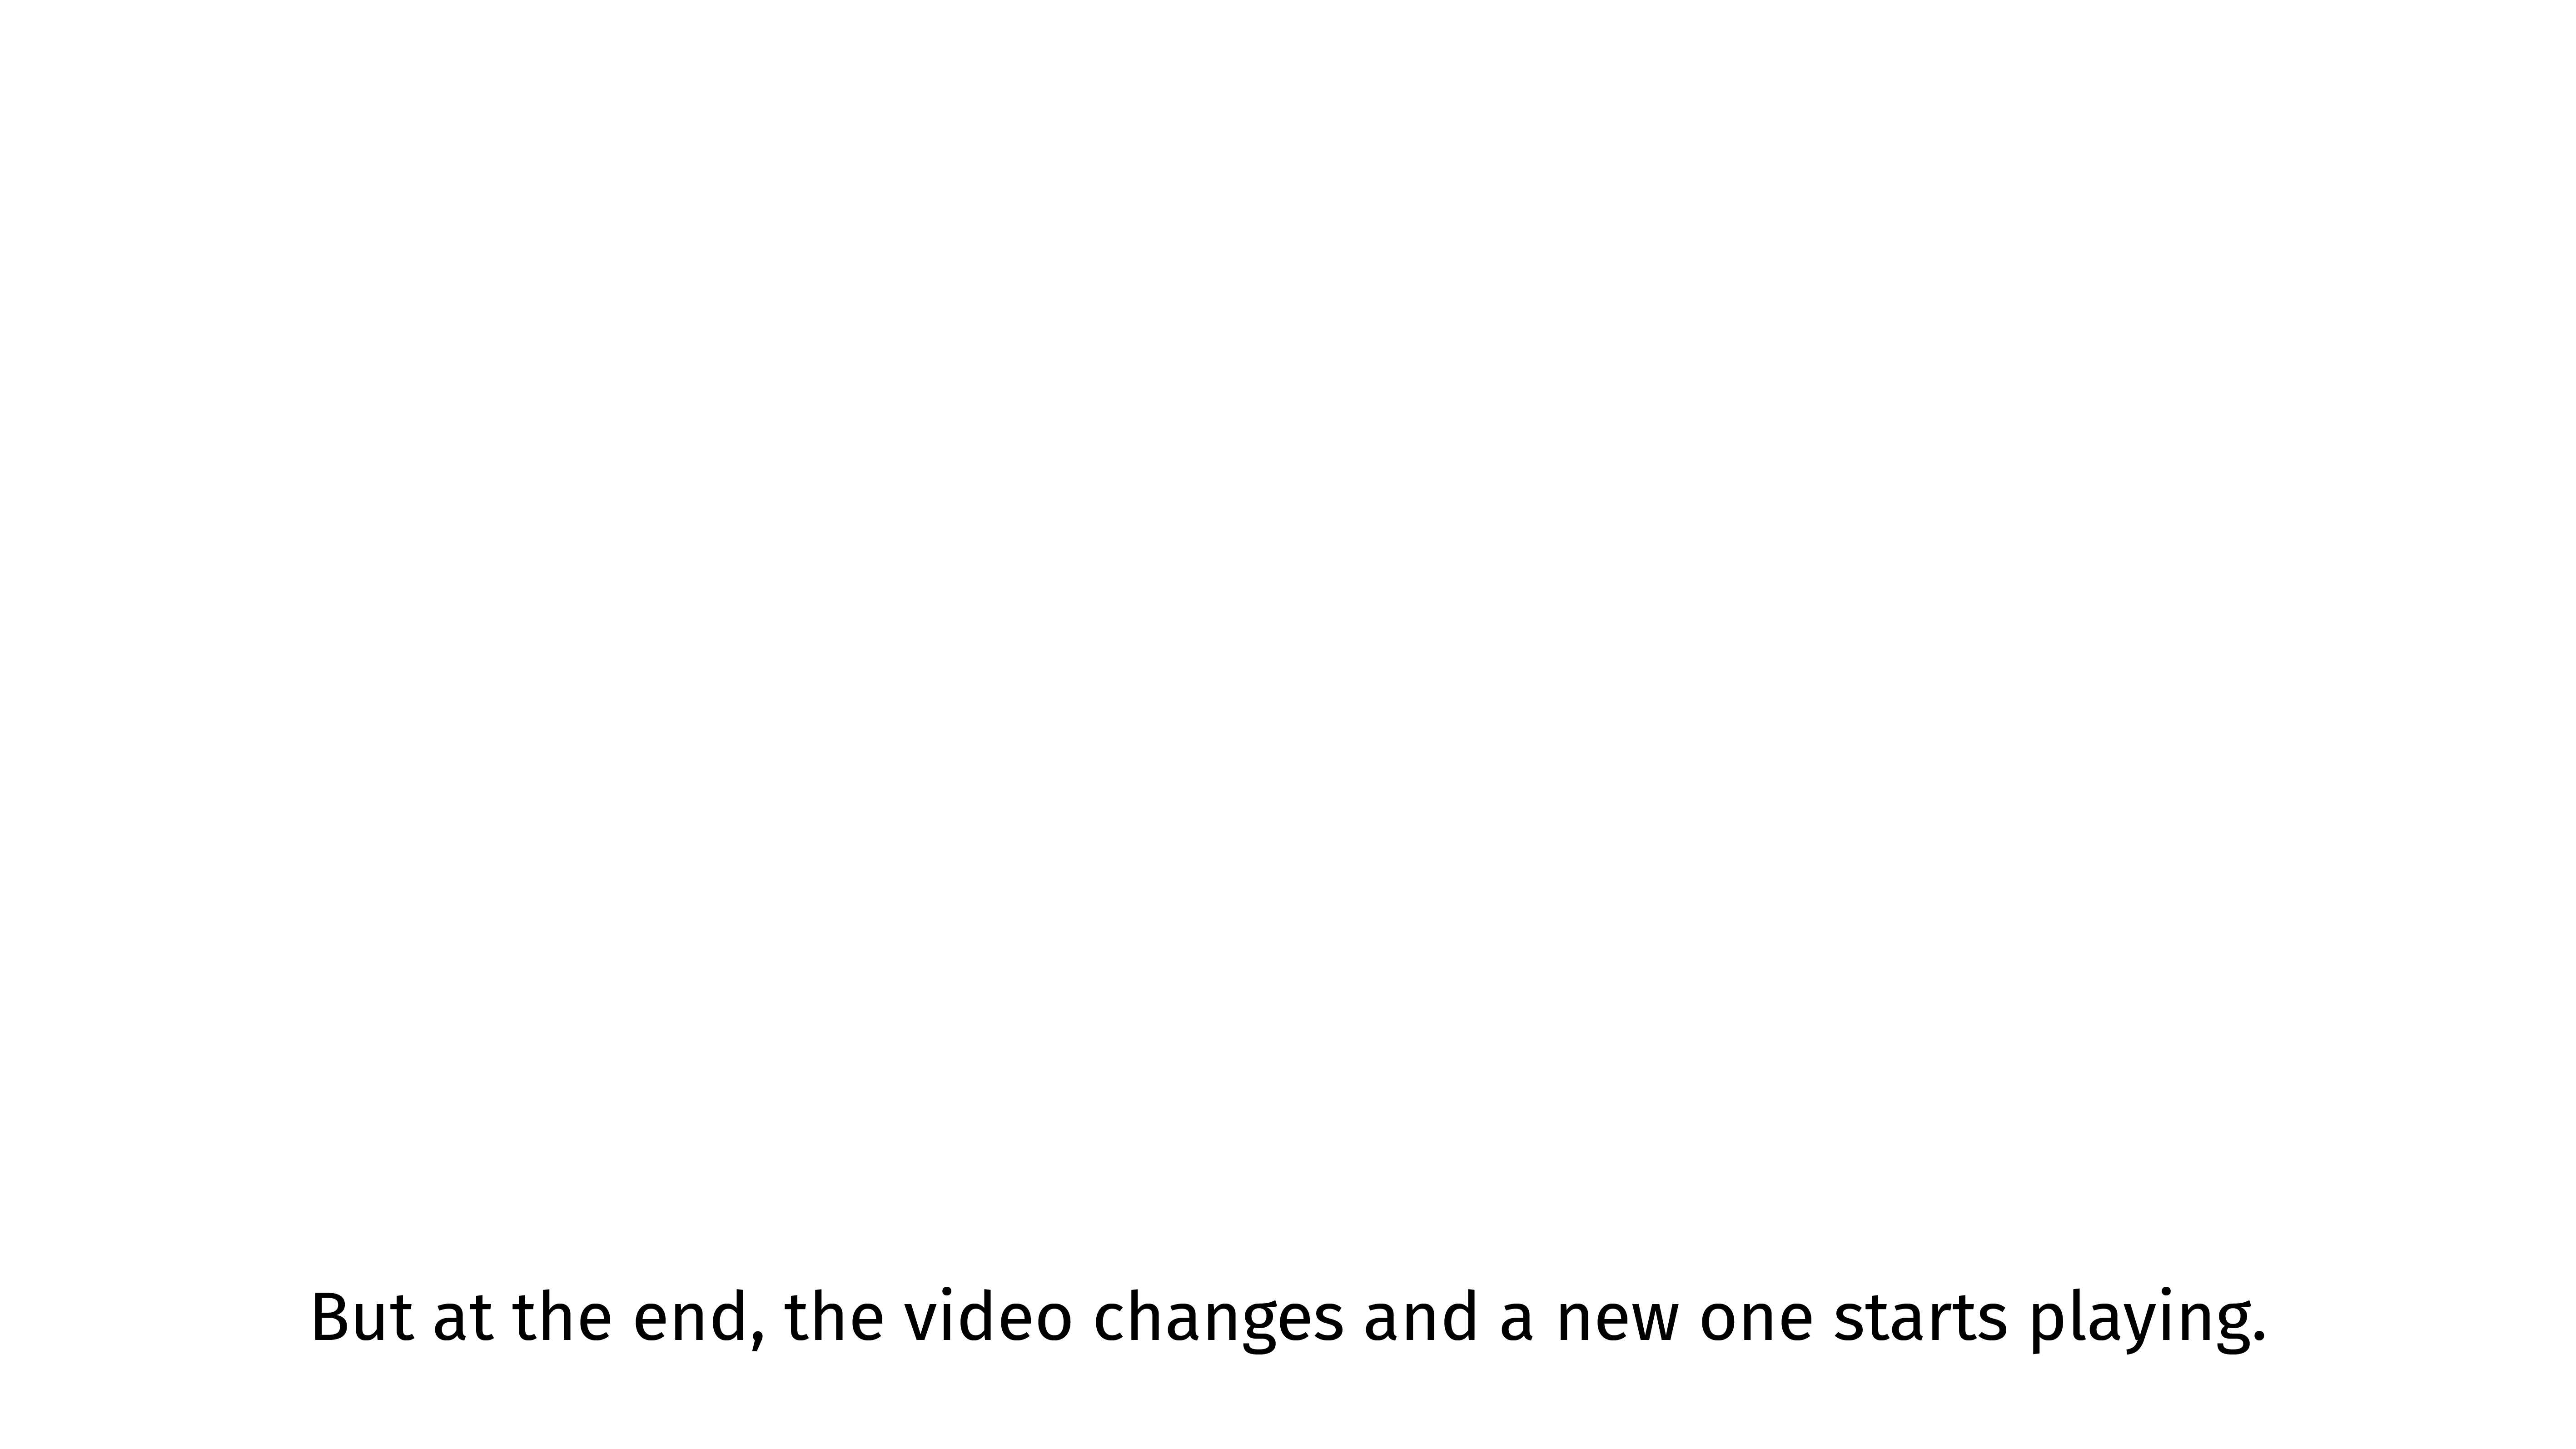 But at the end, the video changes and a new one starts playing.